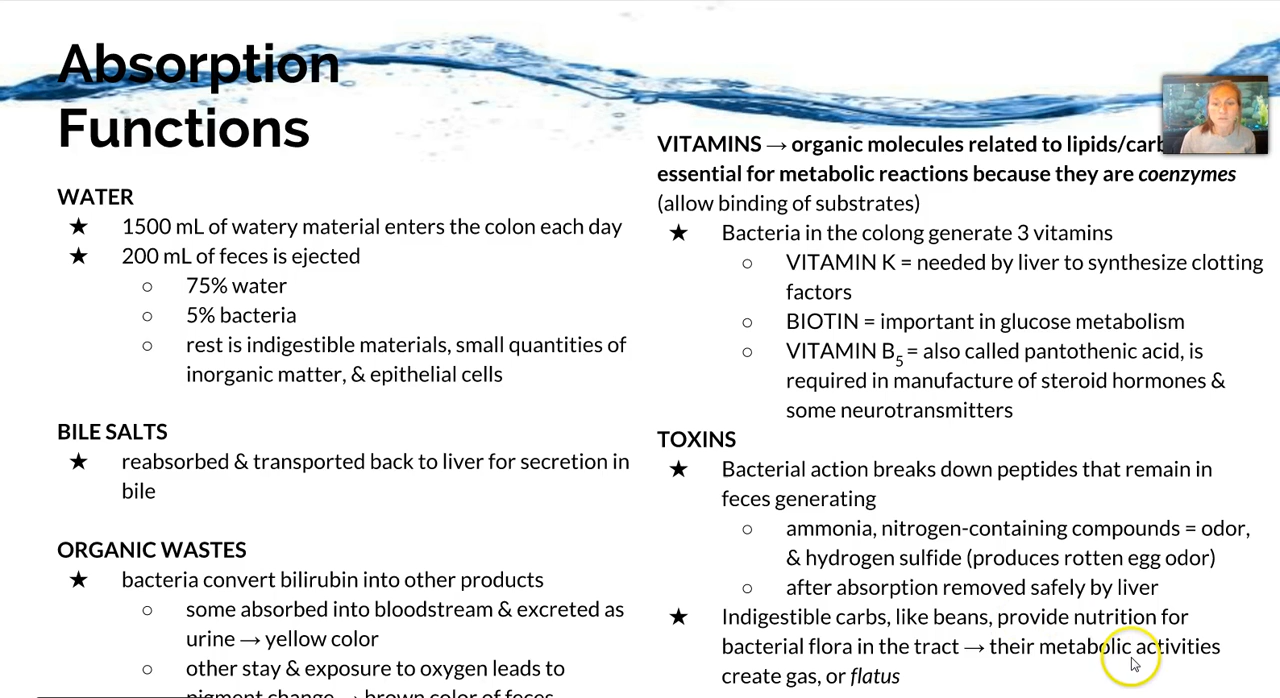 Absorption
Functions
WATER
★ 1500 mL of watery material enters the colon each day
★ 200 mL of feces is ejected
○ 75% water
○ 5% bacteria
○ rest is indigestible materials, small quantities of
inorganic matter, & epithelial cells
BILE SALTS
★ reabsorbed & transported back to liver for secretion in
bile
ORGANIC WASTES
★ bacteria convert bilirubin into other products
○ some absorbed into bloodstream & excreted as
urine → yellow color
○ other stay & exposure to oxygen leads to
pigment change → brown color of feces
VITAMINS → organic molecules related to lipids/carb
essential for metabolic reactions because they are coenzymes
(allow binding of substrates)
★ Bacteria in the colong generate 3 vitamins
○ VITAMIN K = needed by liver to synthesize clotting
factors
○ BIOTIN = important in glucose metabolism
○ VITAMIN B5 = also called pantothenic acid, is
required in manufacture of steroid hormones &
some neurotransmitters
TOXINS
★ Bacterial action breaks down peptides that remain in
feces generating
○ ammonia, nitrogen-containing compounds = odor,
& hydrogen sulfide (produces rotten egg odor)
○ after absorption removed safely by liver
★ Indigestible carbs, like beans, provide nutrition for
bacterial flora in the tract → their metabolic activities
create gas, or flatus